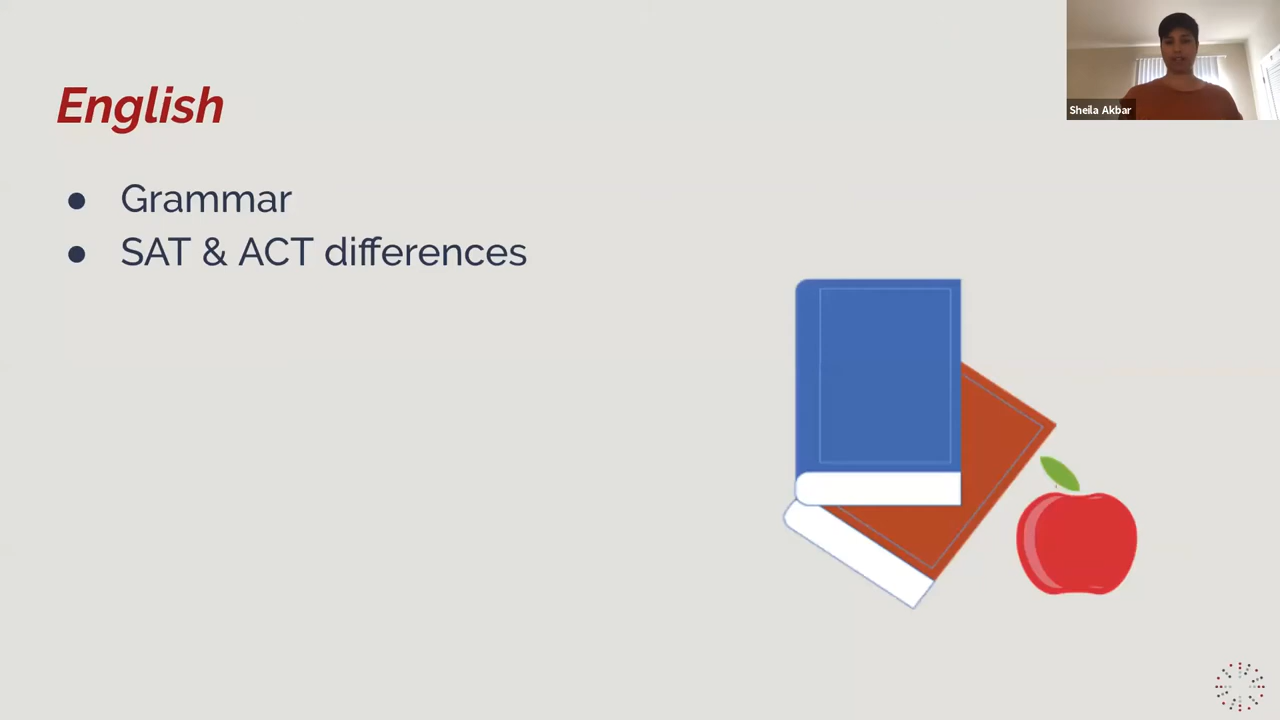 English
● Grammar
● SAT & ACT differences
Sheila Akbar